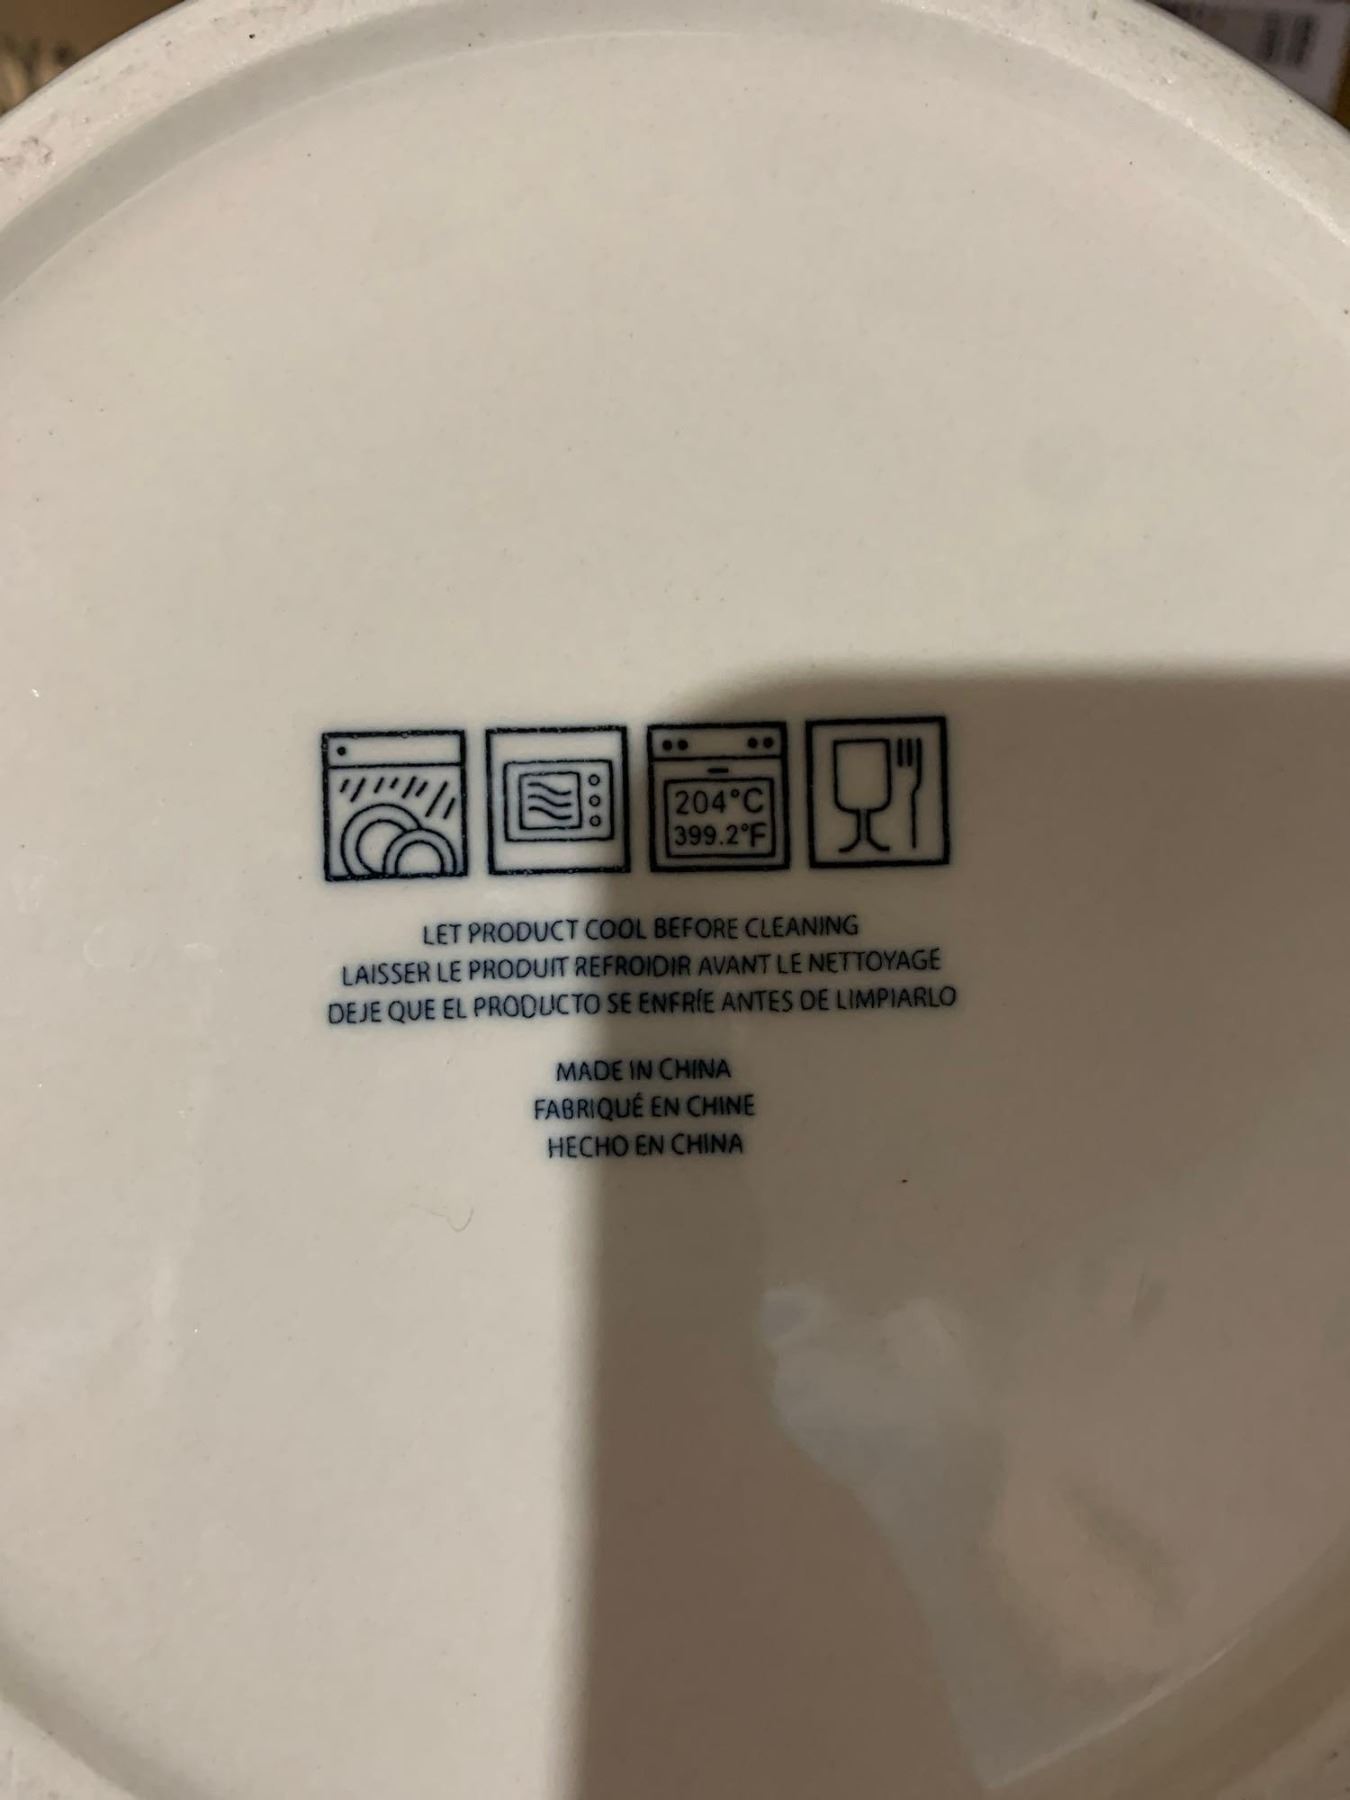 204°C
399.2°F
LET PRODUCT COOL BEFORE CLEANING
LAISSER LE PRODUIT REFROIDIR AVANT LE NETTOYAGE
DEJE QUE EL PRODUCTO SE ENFRÍE ANTES DE LIMPIARLO
MADE IN CHINA
FABRIQUÉ EN CHINE
HECHO EN CHINA